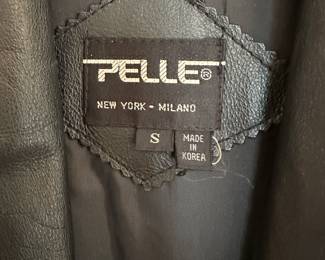 PELLE®
NEW YORK - MILANO
S
MADE
IN
KOREA